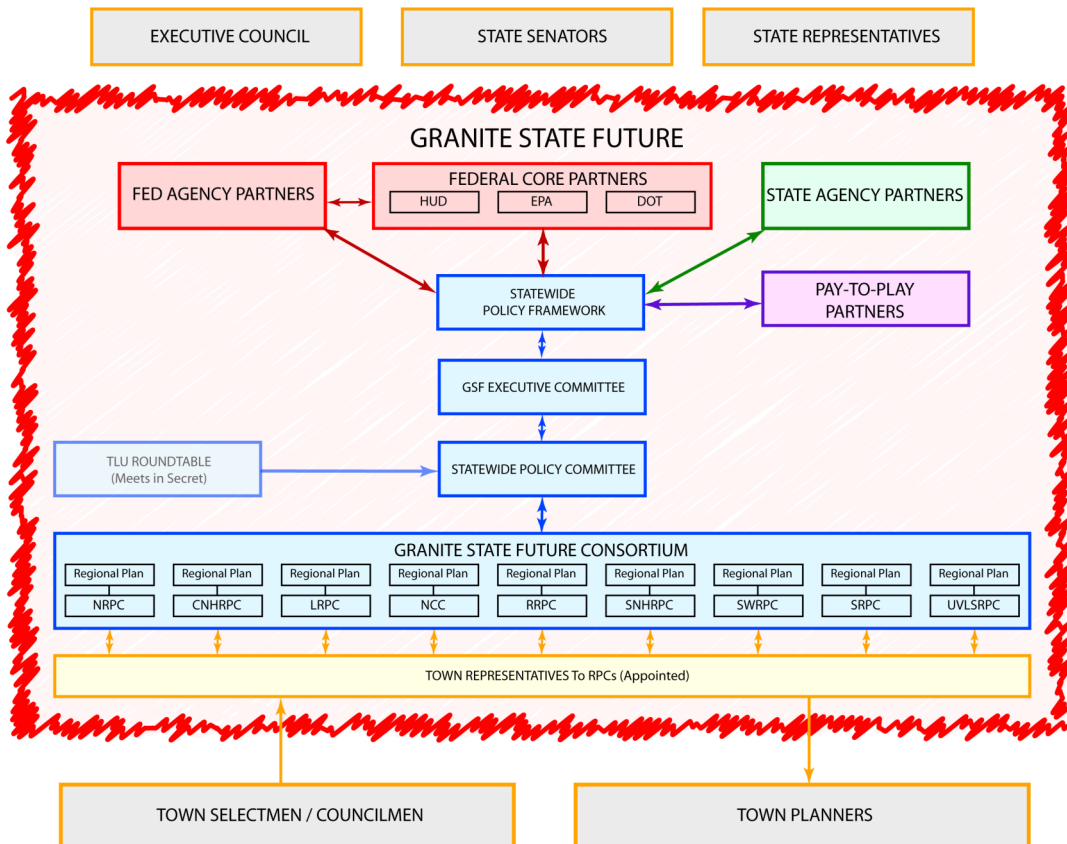 EXECUTIVE COUNCIL
STATE SENATORS
STATE REPRESENTATIVES
GRANITE STATE FUTURE
FED AGENCY PARTNERS
FEDERAL CORE PARTNERS
HUD
EPA
DOT
STATE AGENCY PARTNERS
STATEWIDE
POLICY FRAMEWORK
PAY-TO-PLAY
PARTNERS
GSF EXECUTIVE COMMITTEE
TLU ROUNDTABLE
(Meets in Secret)
STATEWIDE POLICY COMMITTEE
GRANITE STATE FUTURE CONSORTIUM
Regional Plan
Regional Plan
Regional Plan
Regional Plan
Regional Plan
Regional Plan
Regional Plan
Regional Plan
Regional Plan
NRPC
CNHRPC
LRPC
NCC
RRPC
SNHRPC
SWRPC
SRPC
UVLSRPC
TOWN REPRESENTATIVES To RPCs (Appointed)
TOWN SELECTMEN / COUNCILMEN
TOWN PLANNERS